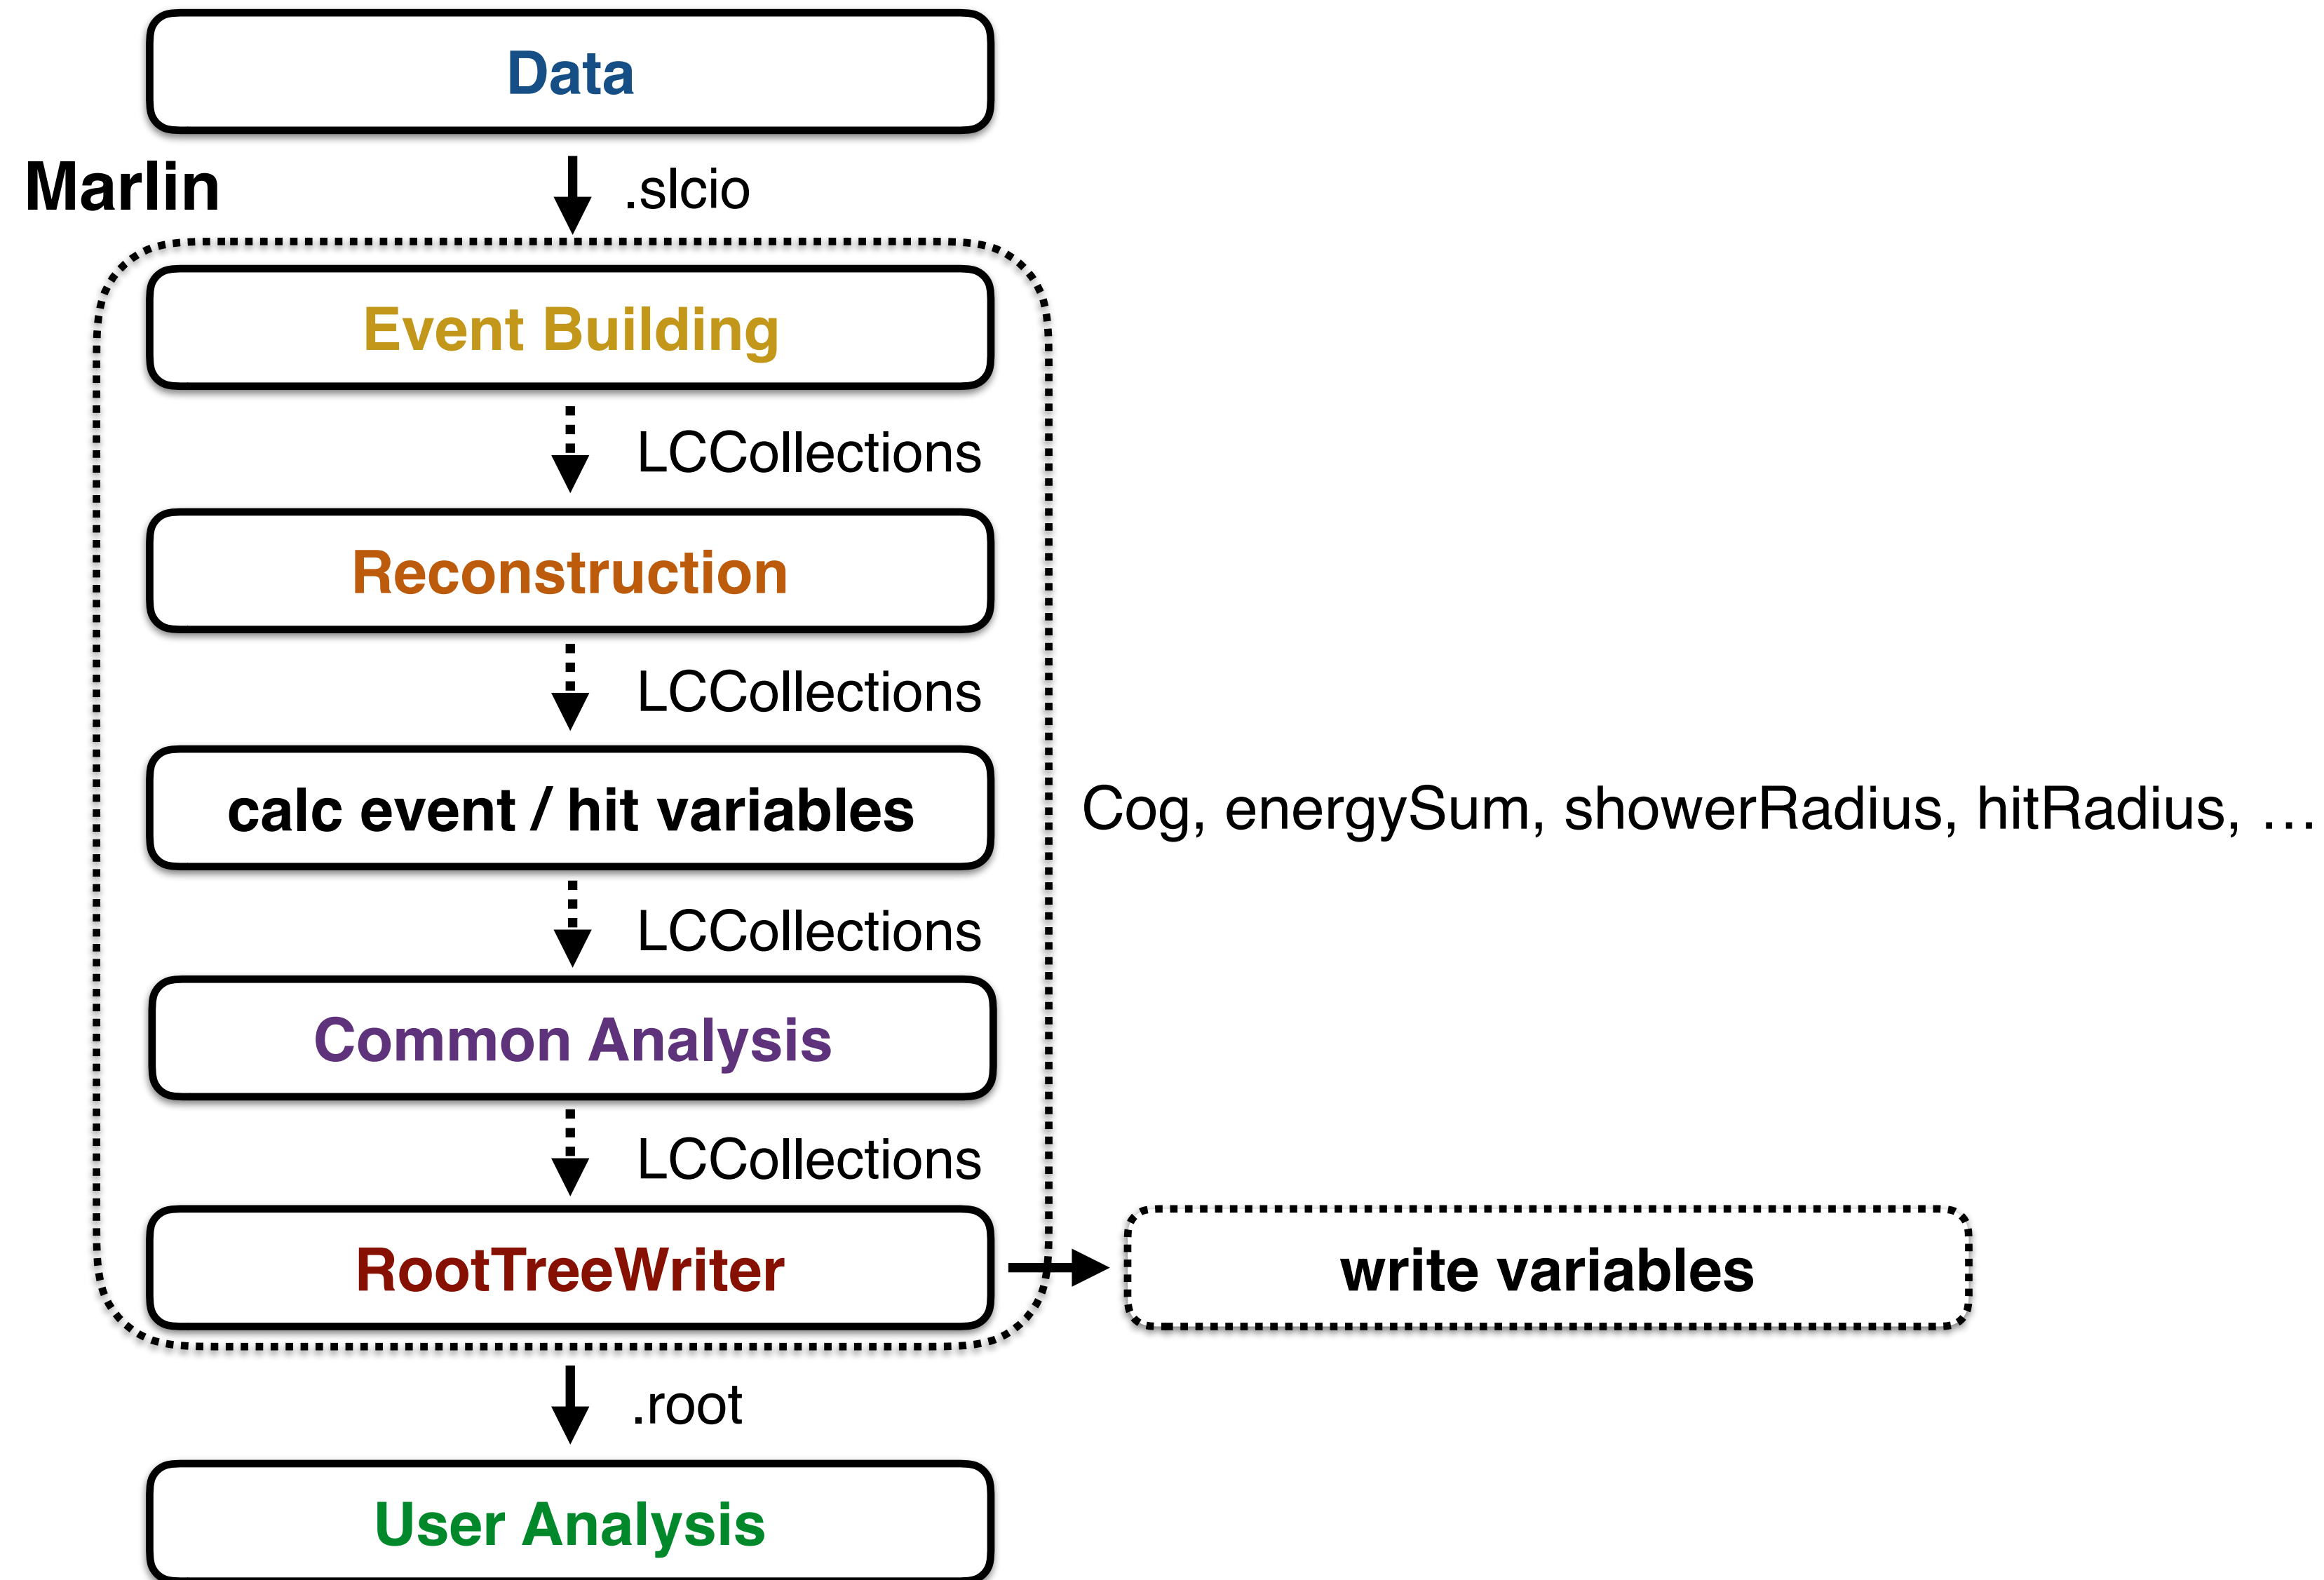 Data
Marlin
.slcio
Event Building
LCCollections
Reconstruction
LCCollections
calc event / hit variables
Cog, energySum, showerRadius, hitRadius, …
LCCollections
Common Analysis
LCCollections
RootTreeWriter
write variables
.root
User Analysis